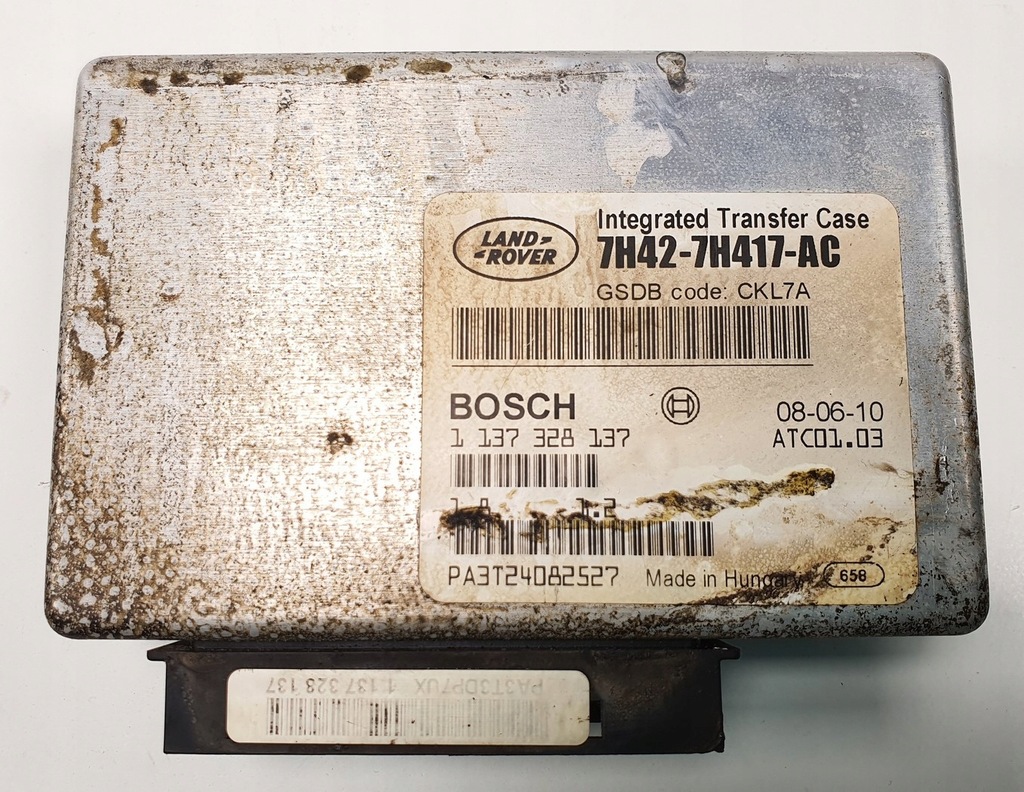 LAND-
-ROVER
Integrated Transfer Case
7H42-7H417-AC
GSDB code: CKL7A
BOSCH
08-06-10
1 137 328 137
ATC01.03
PA3T24082527
Made in Hungary
658
PA3T3DP7UX 1 137 328 137